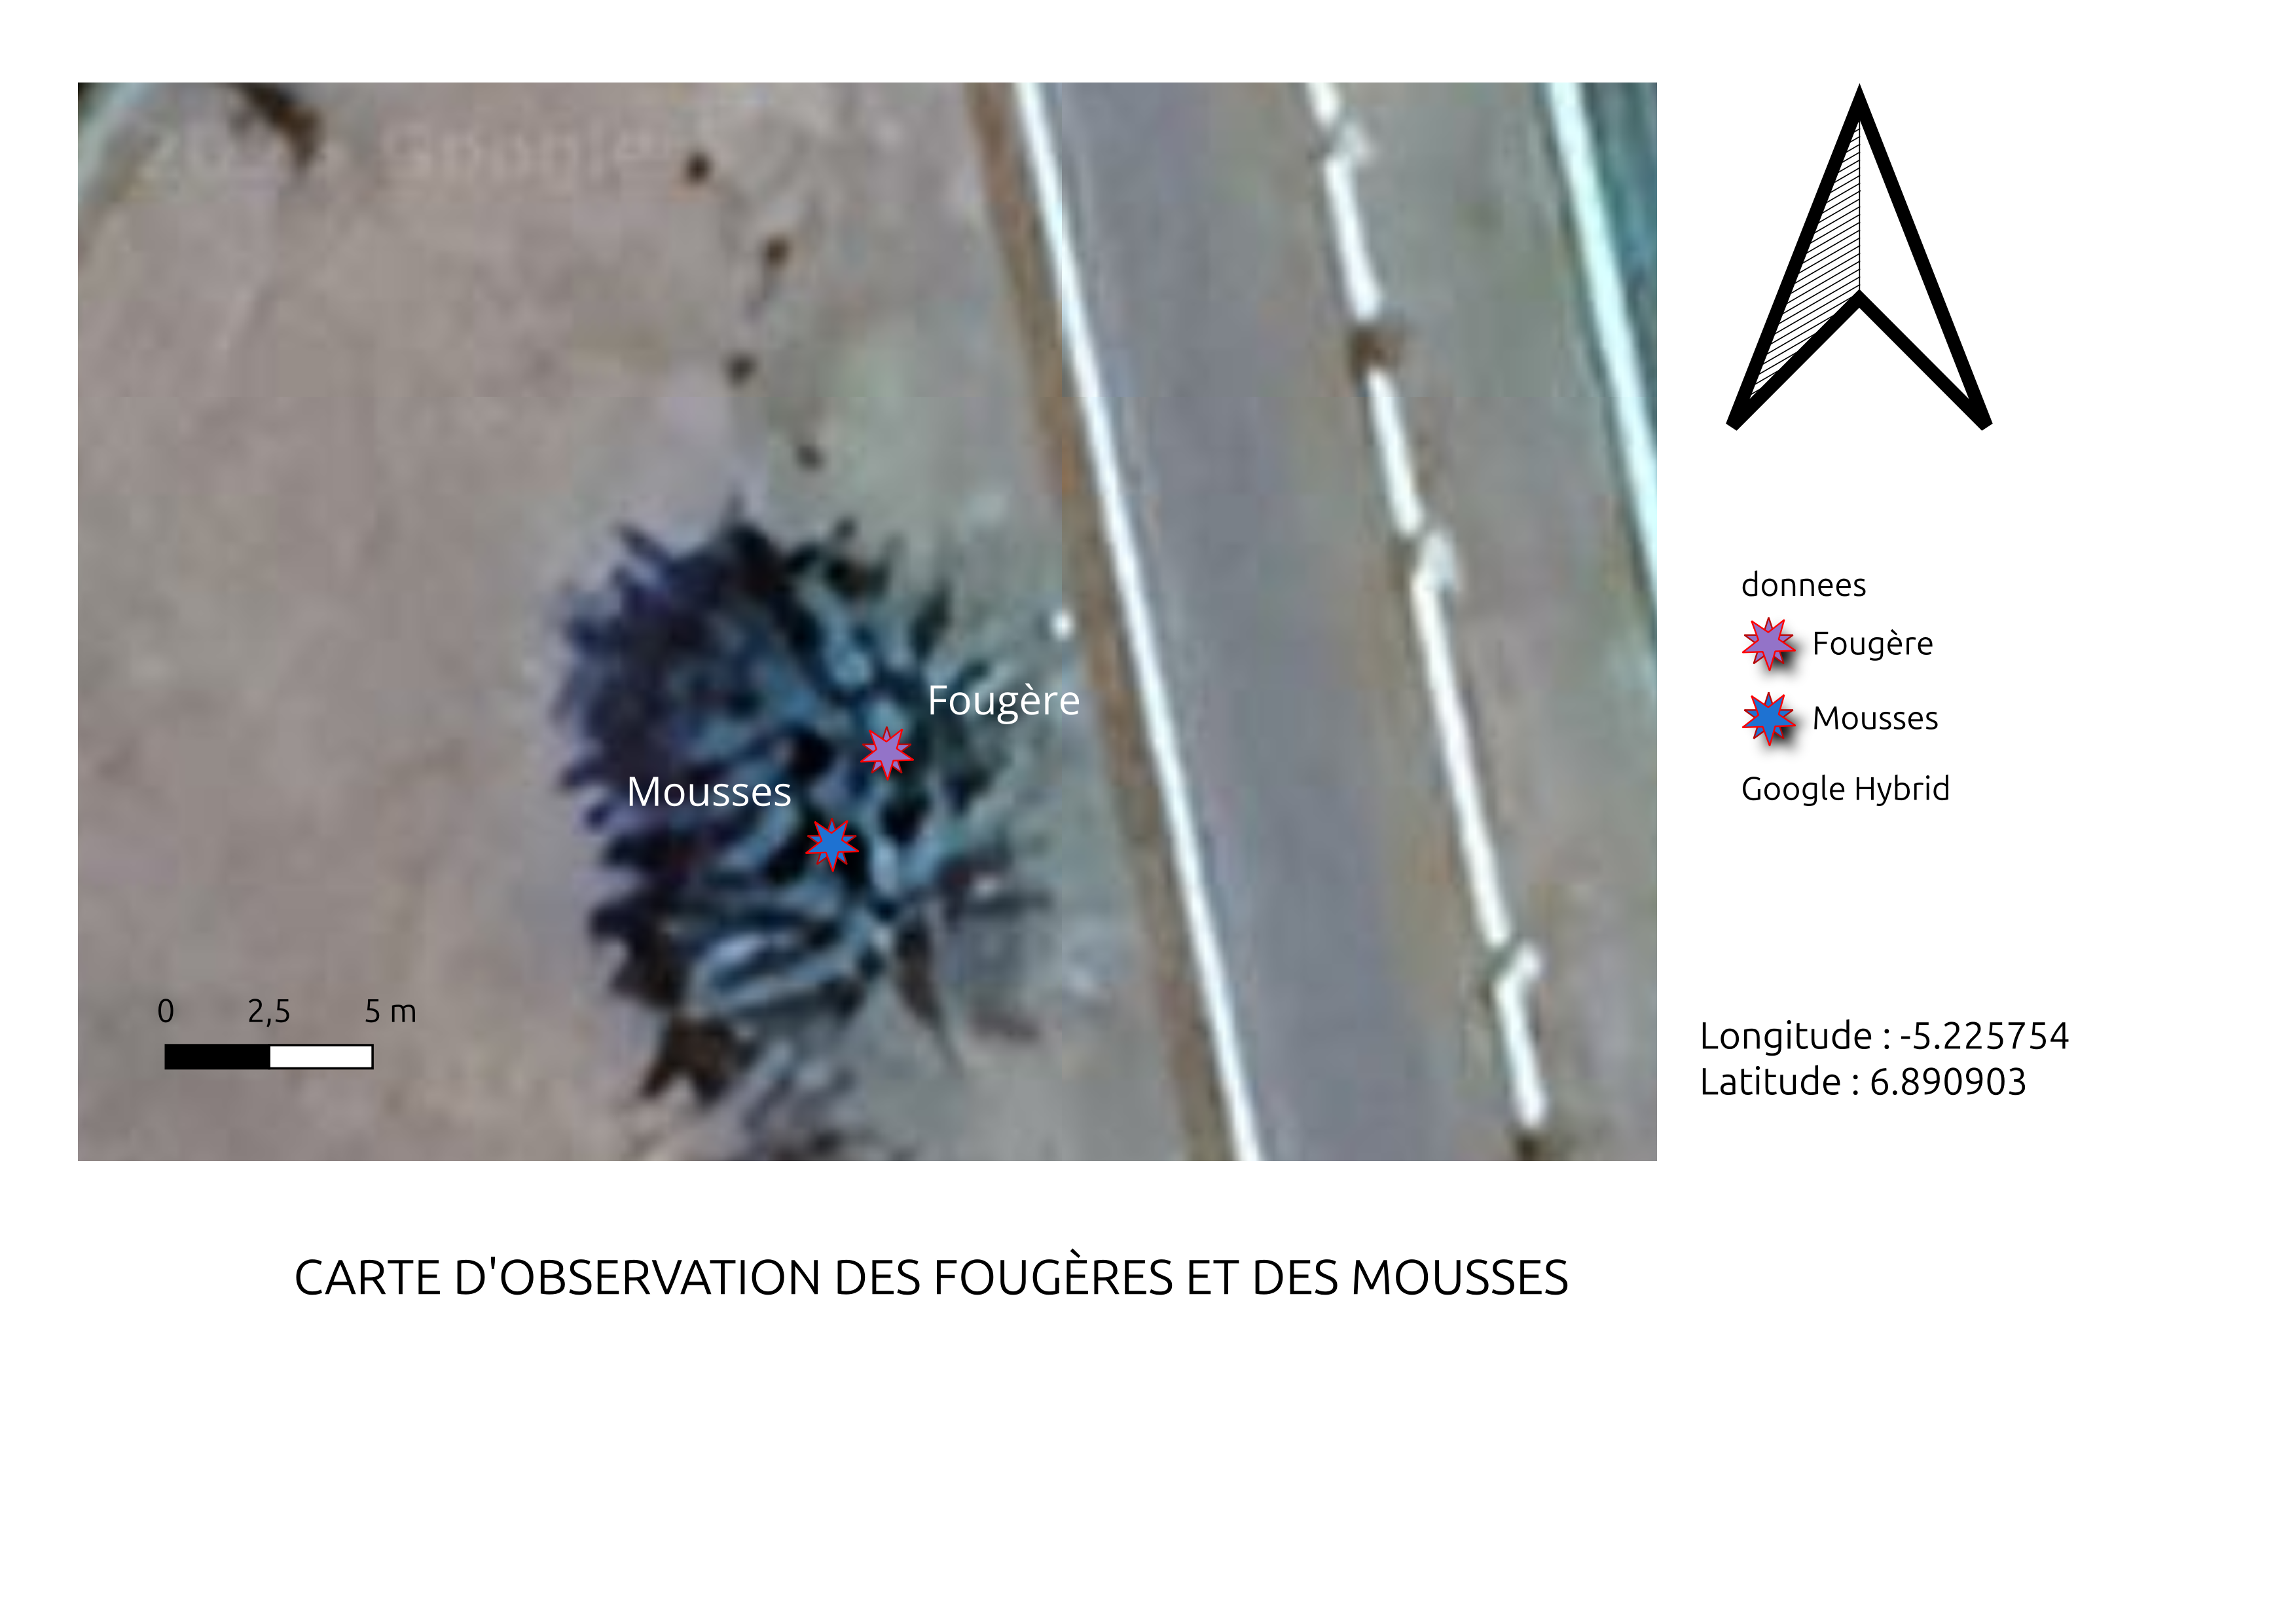 Google
Fougère
Mousses
0 2,5 5 m
donnees
Fougère
Mousses
Google Hybrid
Longitude : -5.225754
Latitude : 6.890903
CARTE D'OBSERVATION DES FOUGÈRES ET DES MOUSSES